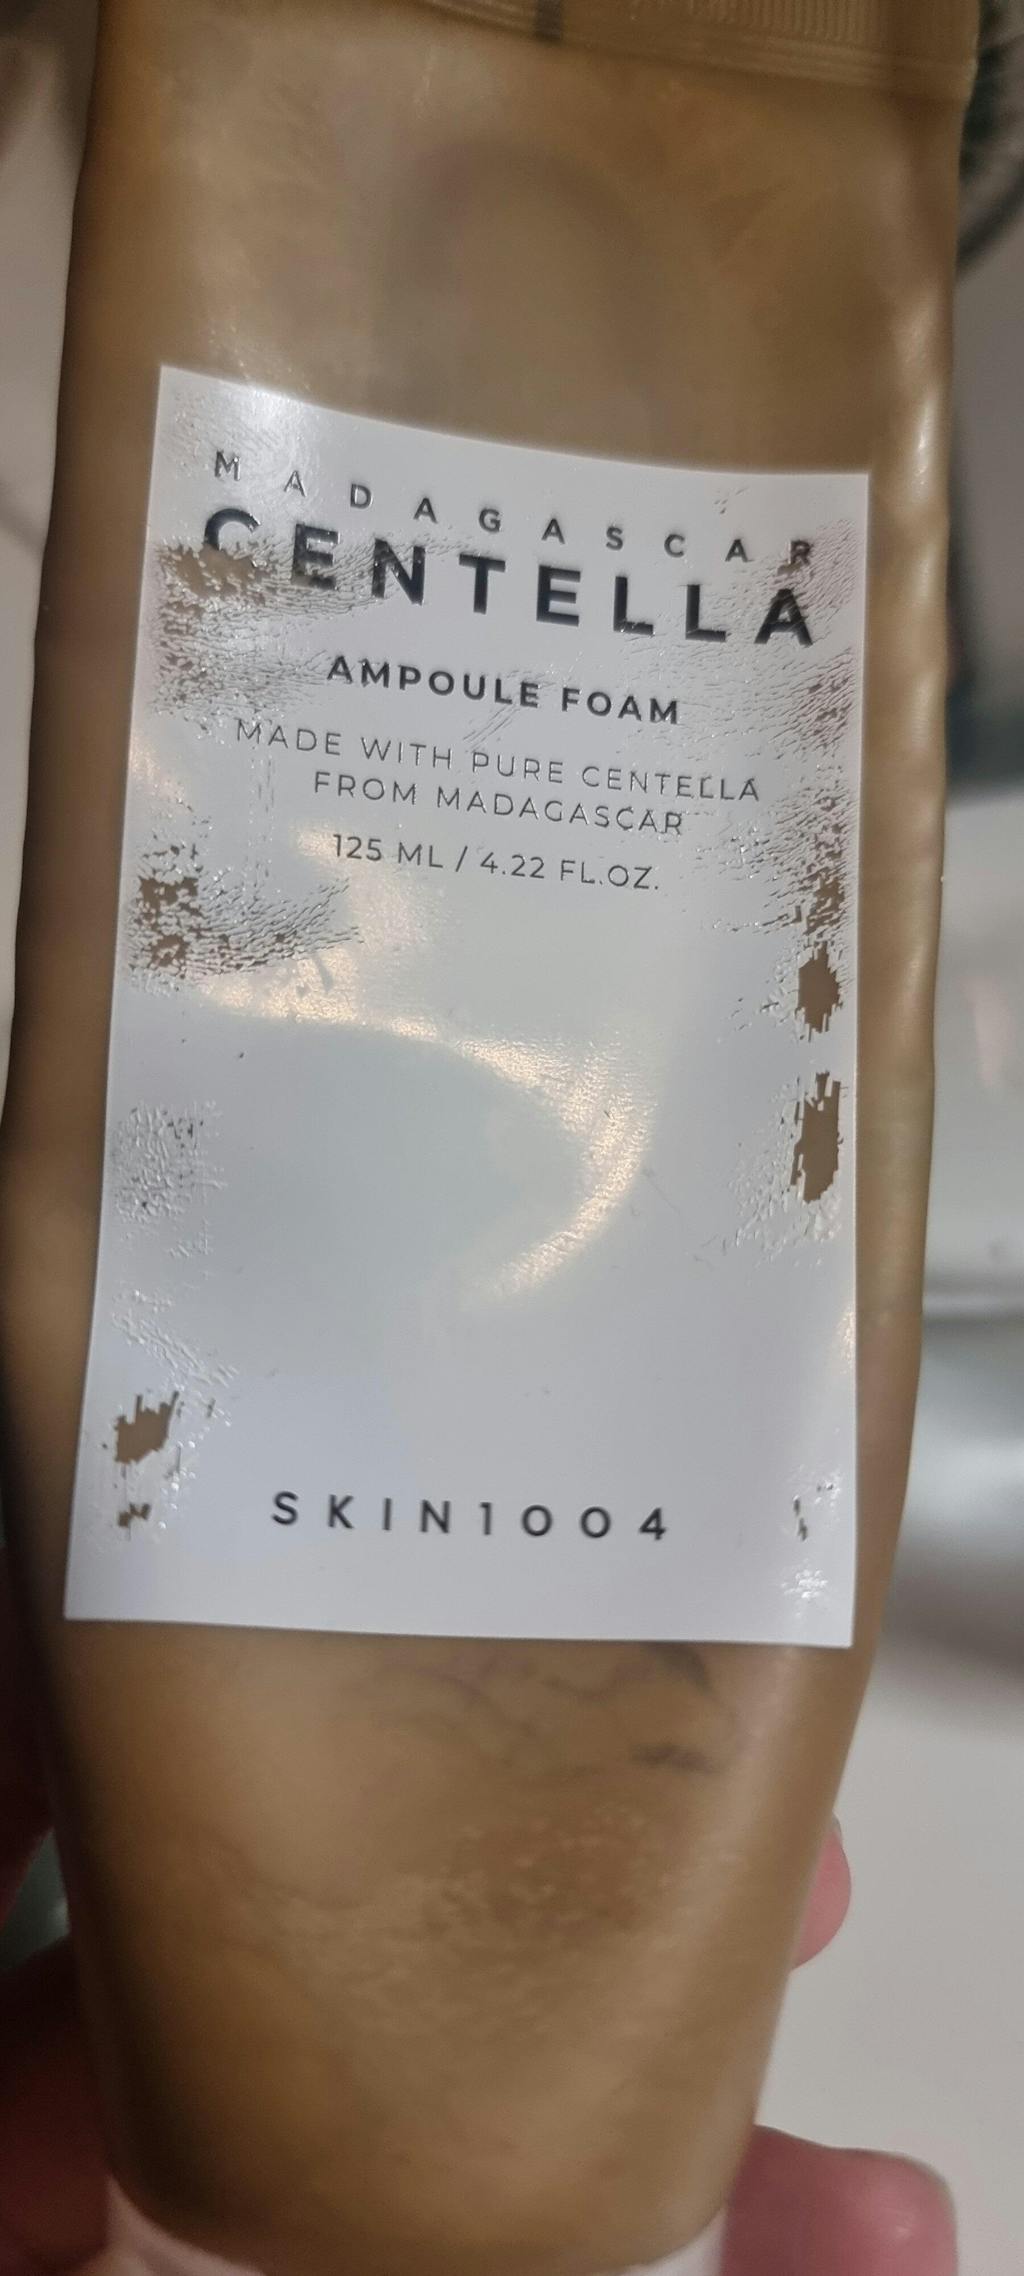 MADAGASCAR
CENTELLA
AMPOULE FOAM
MADE WITH PURE CENTELLA
FROM MADAGASCAR
125 ML / 4.22 FL.OZ.
SKIN1004